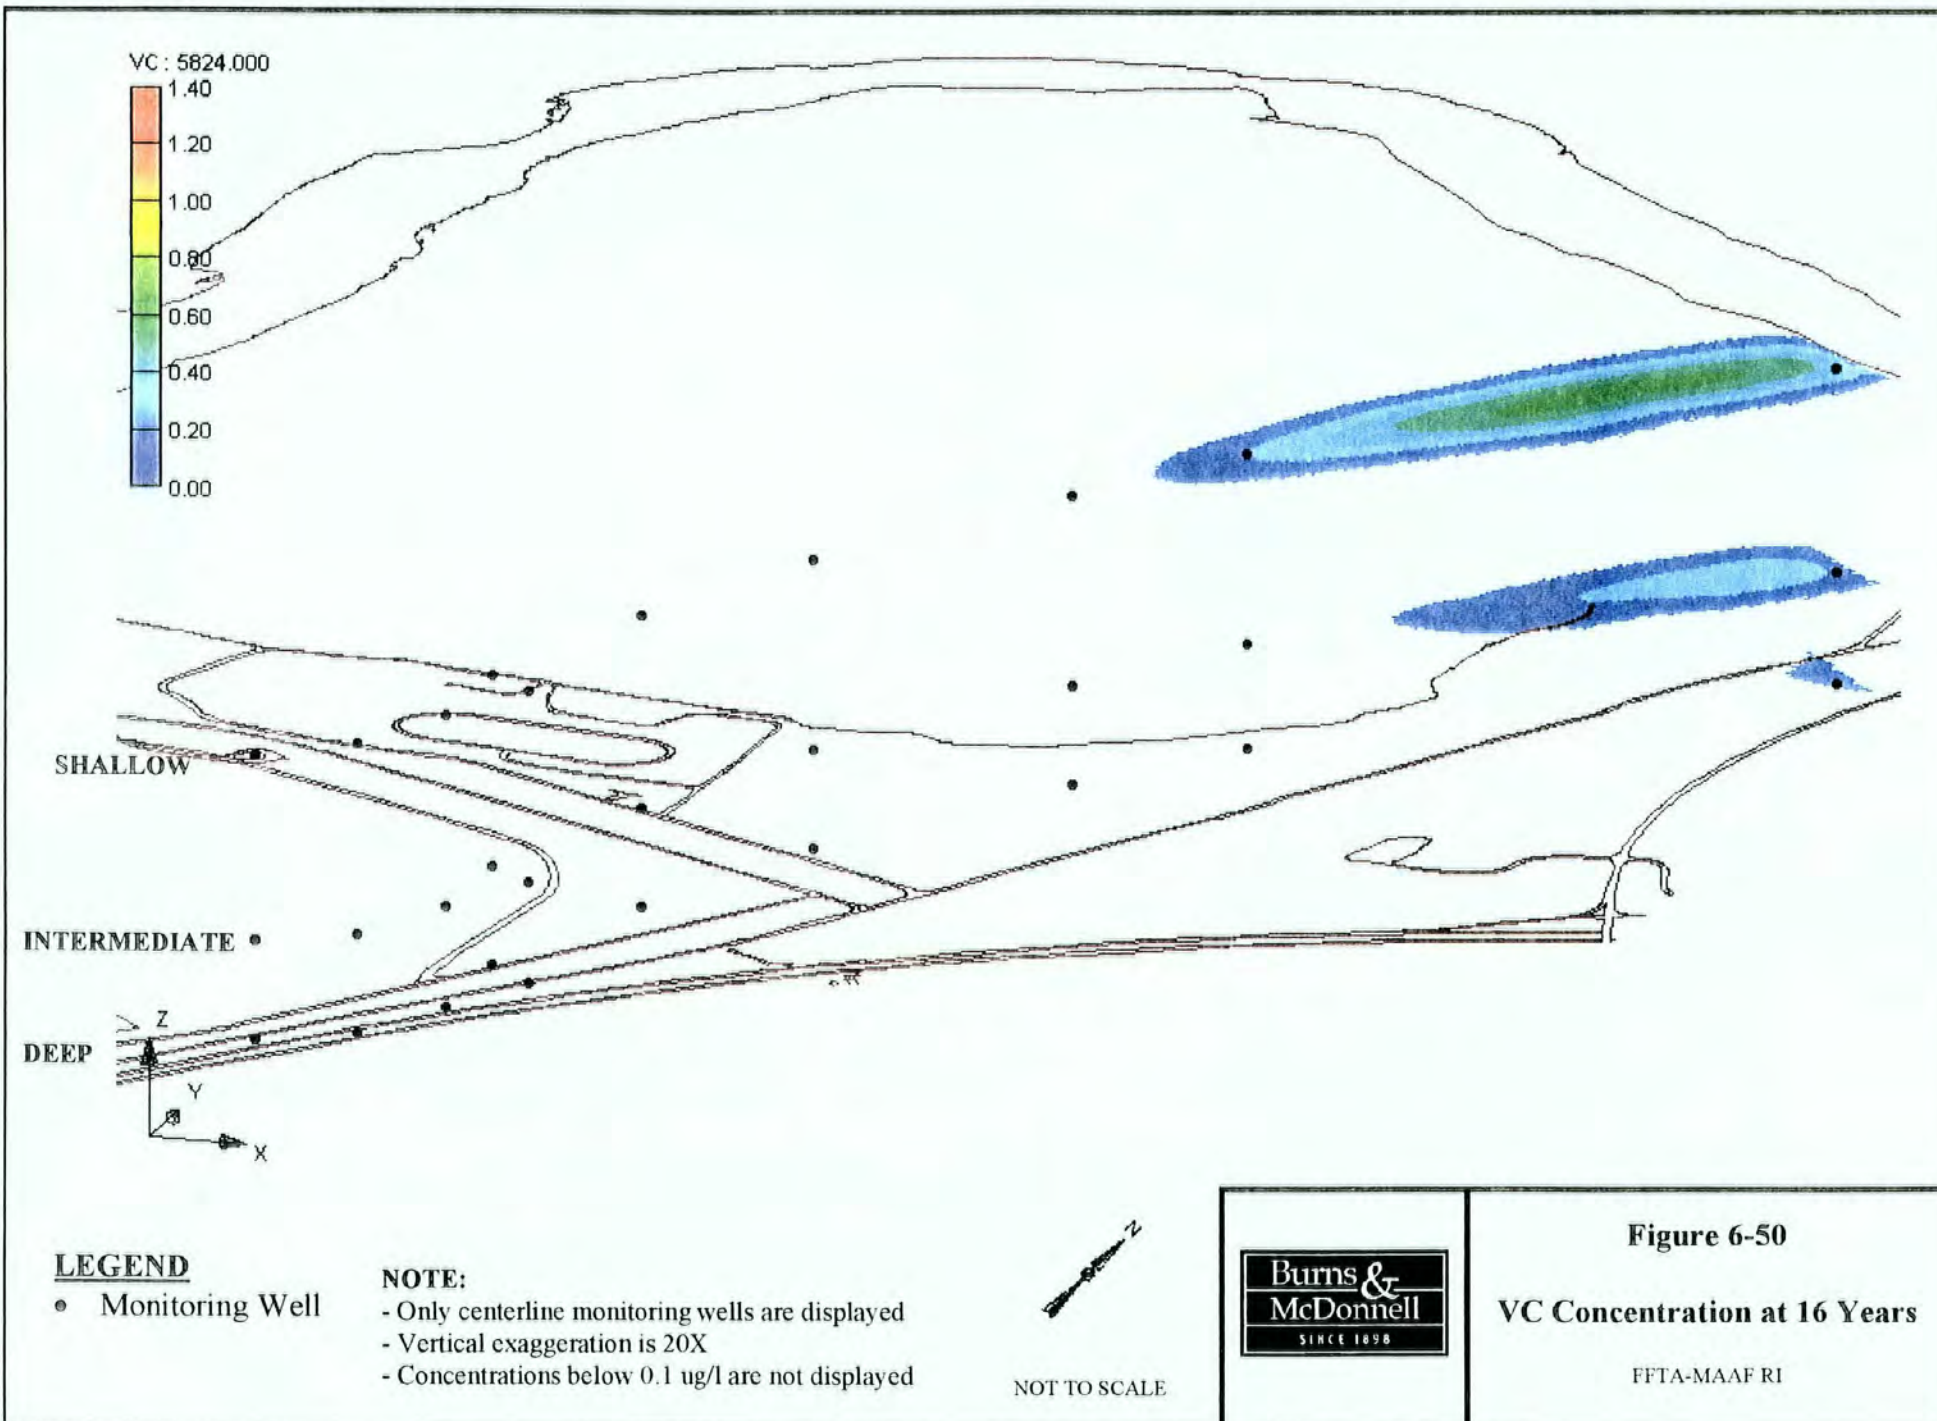 VC : 5824.000
1.40
1.20
1.00
0.80
0.60
0.40
0.20
0.00
SHALLOW
INTERMEDIATE
DEEP
Z
Y
X
LEGEND
Monitoring Well
NOTE:
- Only centerline monitoring wells are displayed
- Vertical exaggeration is 20X
- Concentrations below 0.1 ug/l are not displayed
N
NOT TO SCALE
Burns &
McDonnell
SINCE 1898
Figure 6-50
VC Concentration at 16 Years
FFTA-MAAF RI